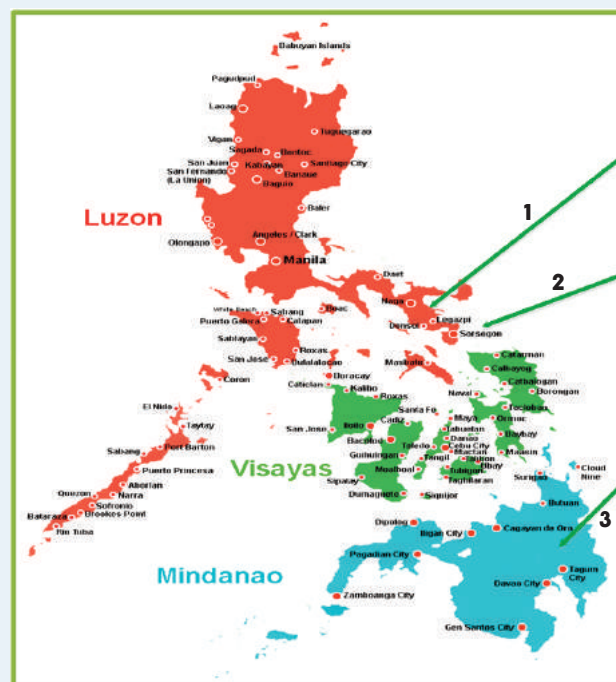 Babuyan Islands
Pagudpud
Laoag
Tuguegarao
Vigan
Sagada
Bontoc
San Juan
Kabayan
Santiago City
San Fernando
(La Union)
Banaue
Baguio
1
Luzon
Baler
Olongapo
Angeles / Clark
Manila
2
Daet
Naga
White Beach
Sabang
Boac
Legazpi
Puerto Galera
Calapan
Donsol
Sorsogon
Sablayan
Roxas
Catarman
San Jose
Bulalalcao
Masbate
Calbayog
Coron
Boracay
Catbalogan
Caticlan
Kalibo
Naval
Borongan
Roxas
El Nido
Santa Fe
Tacloban
Taytay
Cadiz
Maya
Ormoc
San Jose
Iloilo
Tabuelan
Port Barton
Bacolod
Danao
Baybay
Sabang
Toledo
Cebu City
Mactan
Guihulngan
Tangil
Talibon
Maasin
Visayas
Ubay
Cloud
Nine
Puerto Princesa
Moalboal
Tubigon
Surigao
Sipalay
Tagbilaran
Aborlan
Dumaguete
Siquijor
Quezon
Narra
Butuan
Sofronio
Bataraza
Brookes Point
3
Rio Tuba
Dipolog
Iligan City
Cagayan de Oro
Pagadian City
Mindanao
Tagum
City
Davao City
Zamboanga City
Gen Santos City